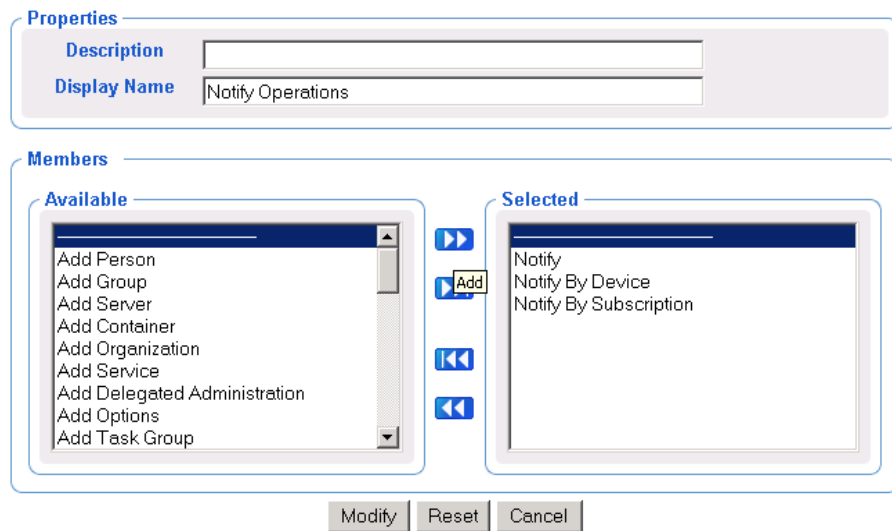 Properties
Description
Display Name
Notify Operations
Members
Available
Add Person
Add Group
Add Server
Add Container
Add Organization
Add Service
Add Delegated Administration
Add Options
Add Task Group
Add
Selected
Notify
Notify By Device
Notify By Subscription
Modify
Reset
Cancel